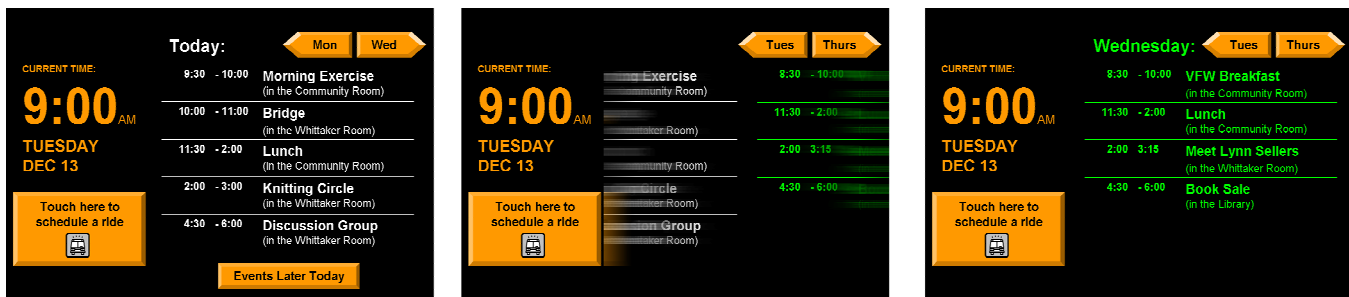 Today:
Mon
Wed
CURRENT TIME:
9:00 AM
TUESDAY
DEC 13
Touch here to
schedule a ride
8:30 - 10:00 Morning Exercise
(in the Community Room)
10:00 - 11:00 Bridge
(in the Whittaker Room)
11:30 - 2:00 Lunch
(in the Community Room)
2:00 - 3:00 Knitting Circle
(in the Community Room)
4:30 - 6:00 Discussion Group
(in the Whittaker Room)
Events Later Today
Tues
Thurs
CURRENT TIME:
9:00 AM
TUESDAY
DEC 13
Touch here to
schedule a ride
Exercise
Community Room)
Room)
Room)
Circle
Room)
Group
Room)
8:30 - 10:00
11:30 - 2:00
2:00 3:15
4:30 - 6:00
Wednesday:
Tues
Thurs
CURRENT TIME:
9:00 AM
TUESDAY
DEC 13
Touch here to
schedule a ride
8:30 - 10:00 VFW Breakfast
(in the Community Room)
11:30 - 2:00 Lunch
(in the Community Room)
2:00 3:15 Meet Lynn Sellers
(in the Whittaker Room)
4:30 - 6:00 Book Sale
(in the Library)